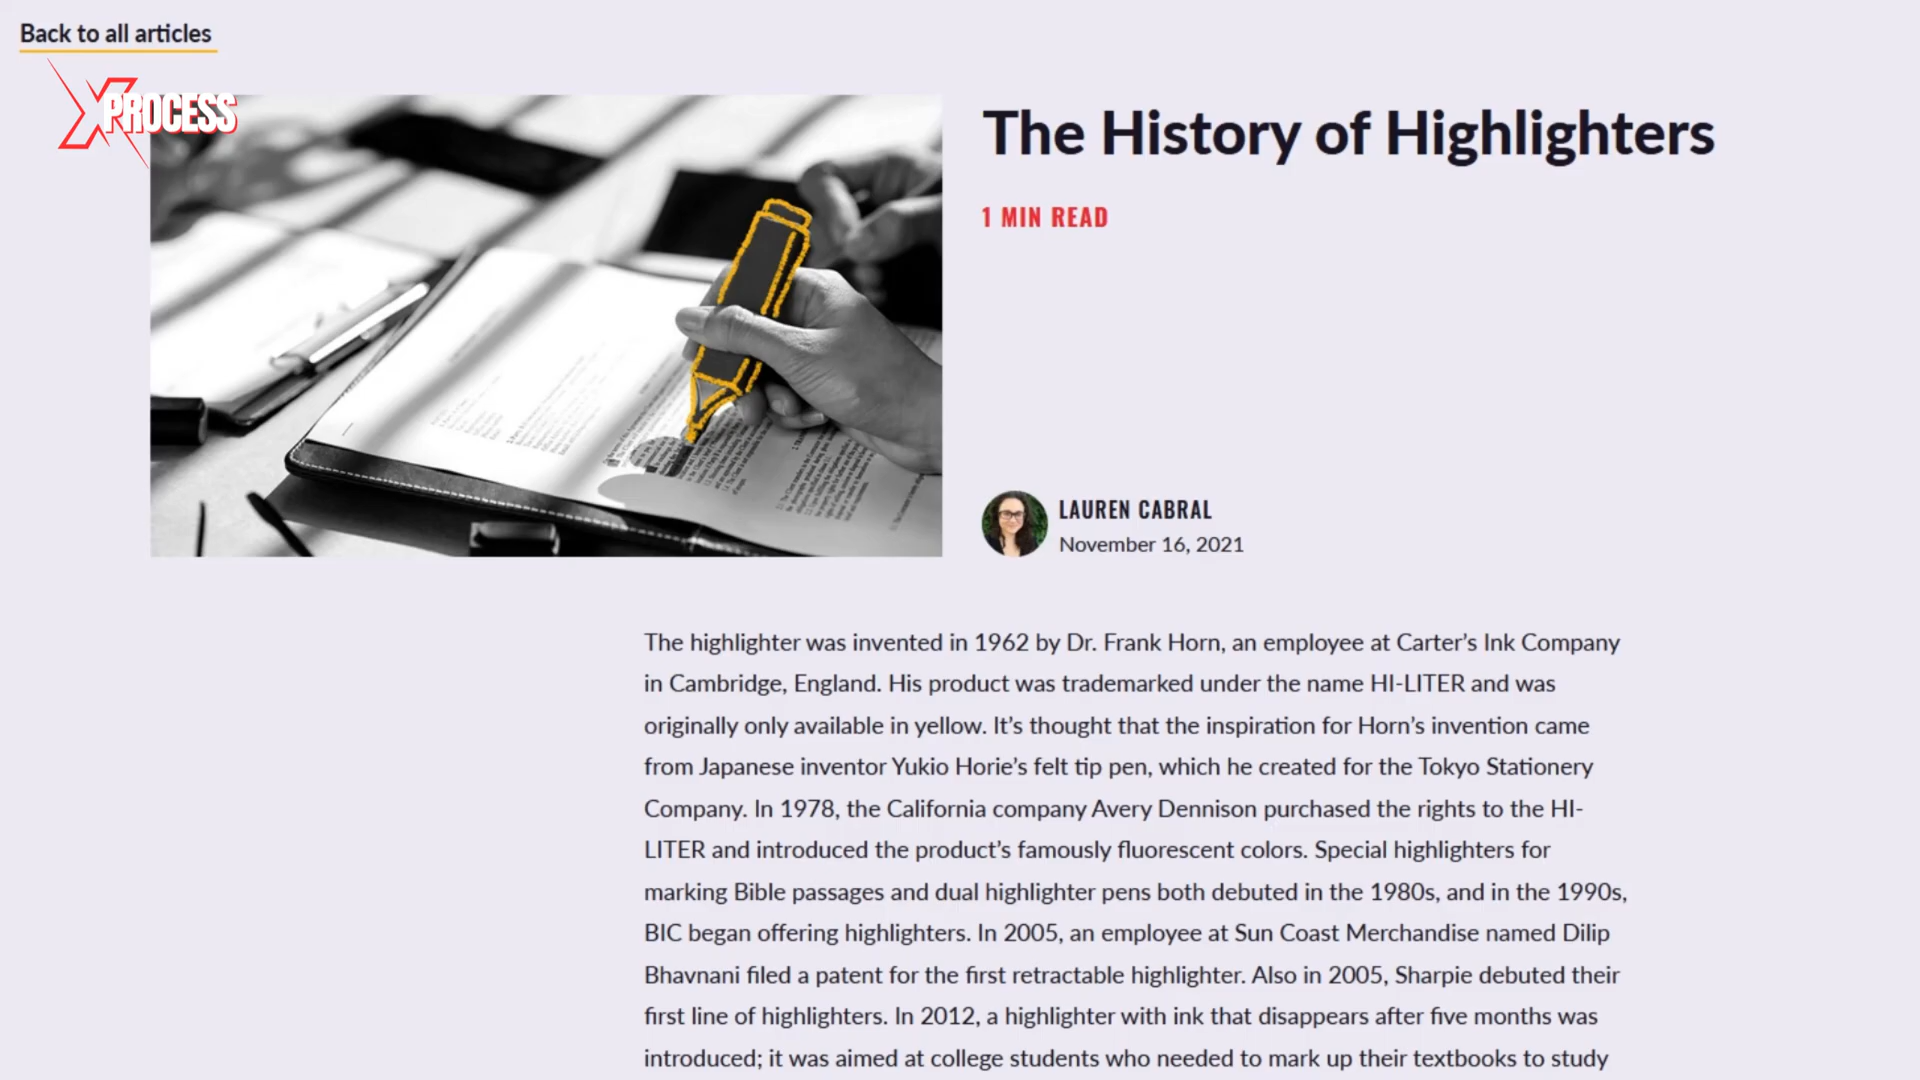 Back to all articles
XPROCESS
The History of Highlighters
1 MIN READ
LAUREN CABRAL
November 16, 2021
The highlighter was invented in 1962 by Dr. Frank Horn, an employee at Carter’s Ink Company
in Cambridge, England. His product was trademarked under the name HI-LITER and was
originally only available in yellow. It’s thought that the inspiration for Horn’s invention came
from Japanese inventor Yukio Horie’s felt tip pen, which he created for the Tokyo Stationery
Company. In 1978, the California company Avery Dennison purchased the rights to the HI-
LITER and introduced the product’s famously fluorescent colors. Special highlighters for
marking Bible passages and dual highlighter pens both debuted in the 1980s, and in the 1990s,
BIC began offering highlighters. In 2005, an employee at Sun Coast Merchandise named Dilip
Bhavnani filed a patent for the first retractable highlighter. Also in 2005, Sharpie debuted their
first line of highlighters. In 2012, a highlighter with ink that disappears after five months was
introduced; it was aimed at college students who needed to mark up their textbooks to study